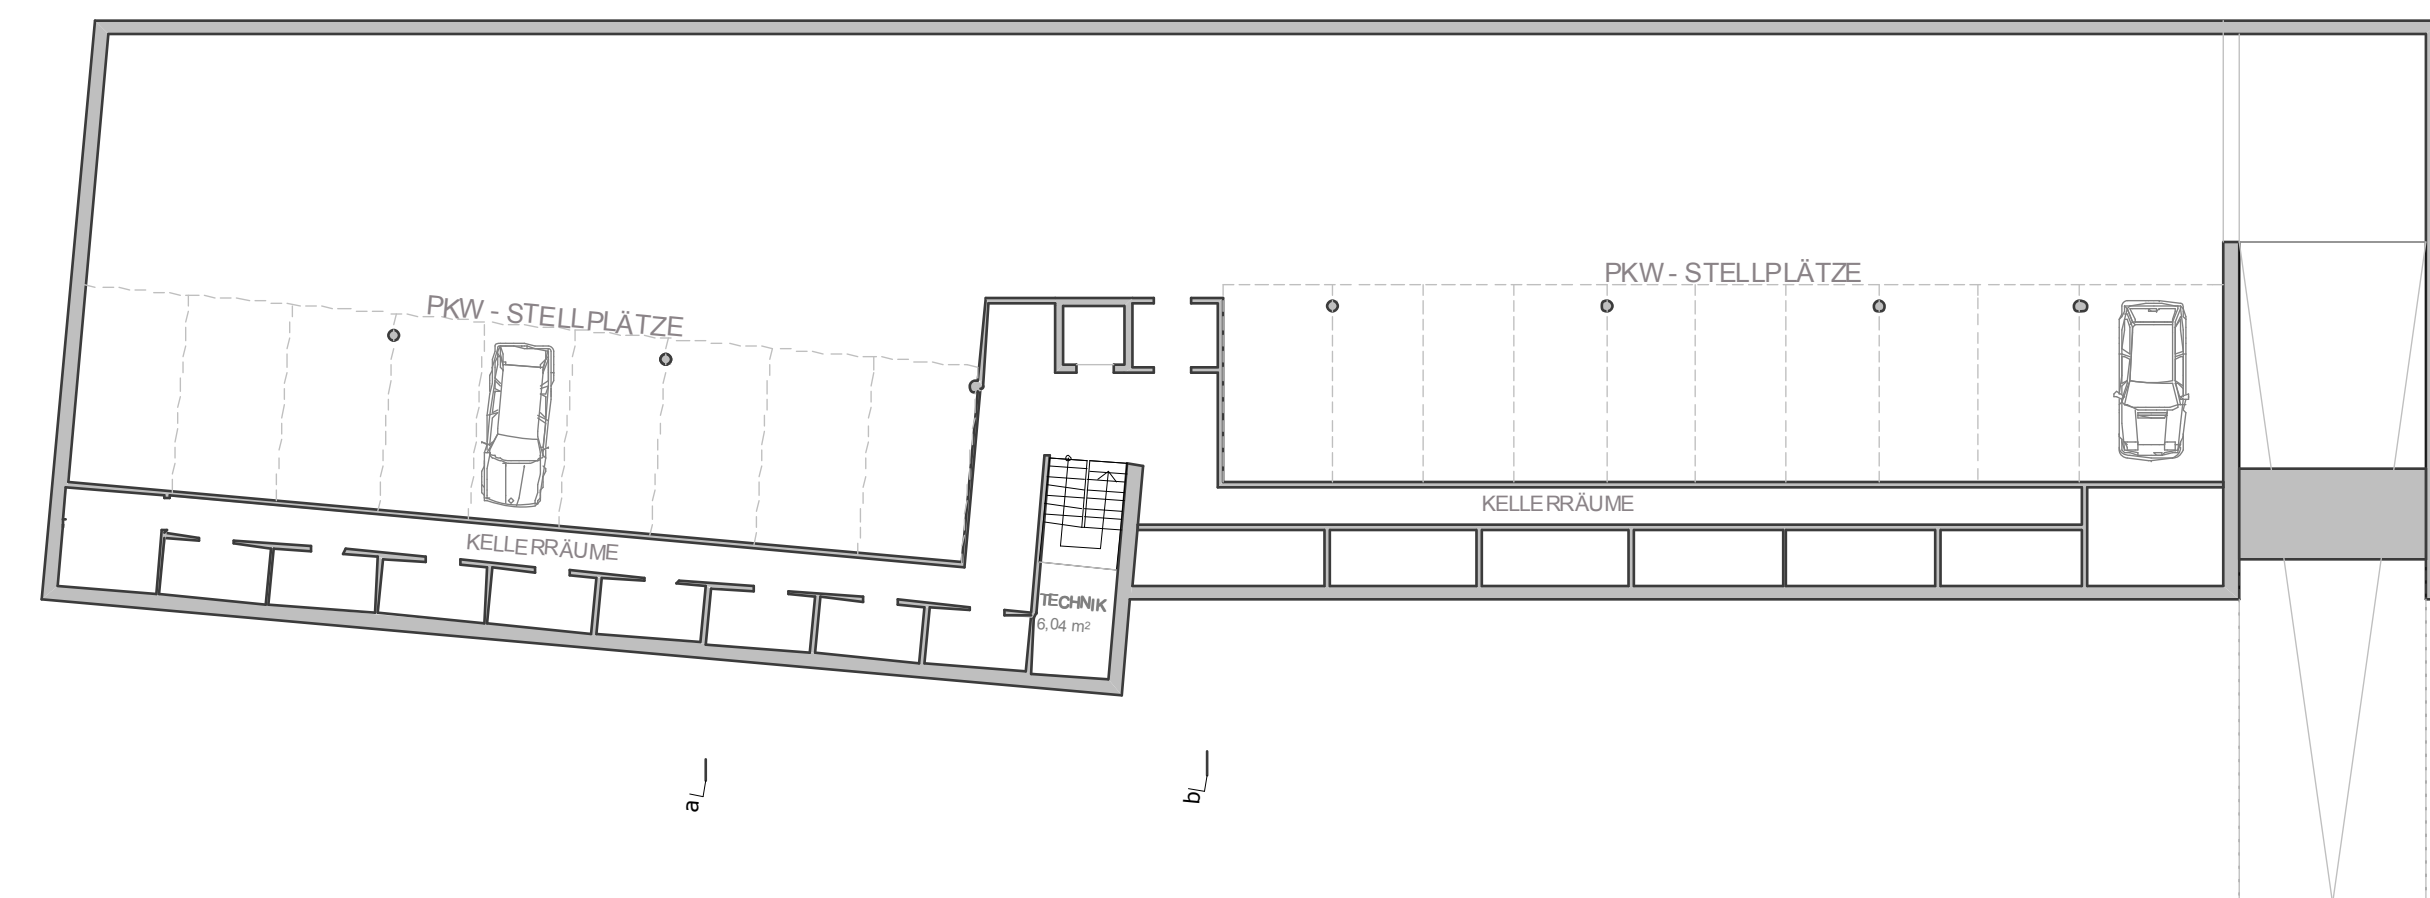 PKW - STELLPLÄTZE
PKW - STELLPLÄTZE
KELLERRÄUME
KELLERRÄUME
TECHNIK
6,04 m²
a
b